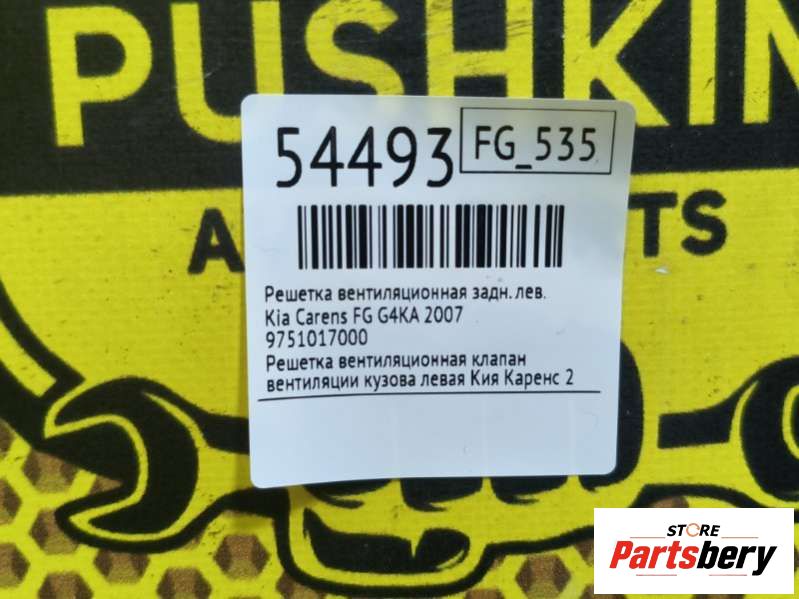 PUSHKIN
54493
FG_535
A TS
Решетка вентиляционная задн. лев.
Kia Carens FG G4KA 2007
9751017000
Решетка вентиляционная клапан
вентиляции кузова левая Кия Каренс 2
STORE
Partsbery